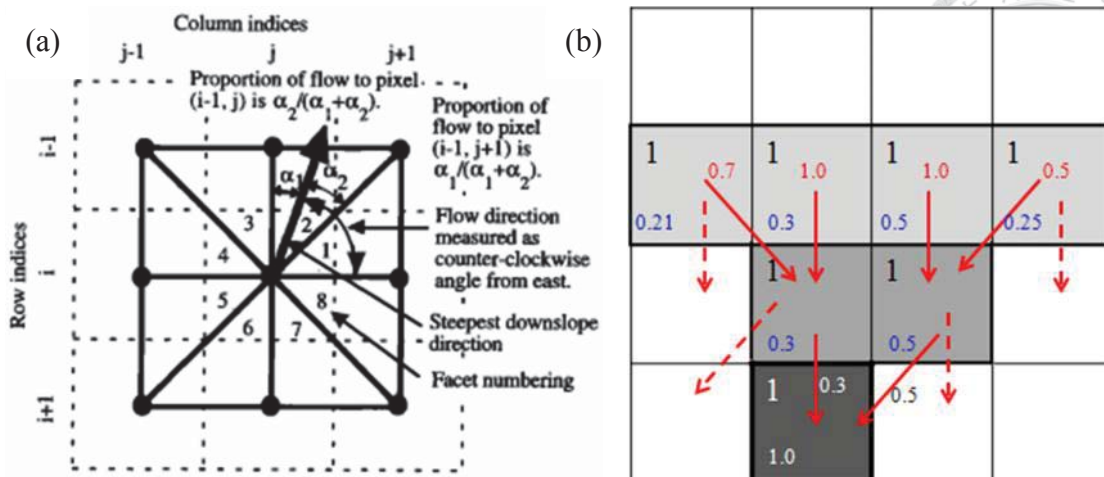 (a)
Column indices
j-1 j j+1
Proportion of flow to pixel
(i-1, j) is α2/(α1+α2).
Proportion of
flow to pixel
(i-1, j+1) is
α1/(α1+α2).
Row indices
i-1
i
i+1
α1 α2
3 2
4 1
5 8
6 7
Flow direction
measured as
counter-clockwise
angle from east.
Steepest downslope
direction
Facet numbering
(b)
1 0.7 1 1.0 1 1.0 1 0.5
0.21 0.3 0.5 0.25
1 1
0.3 0.5
1 0.3 0.5
1.0